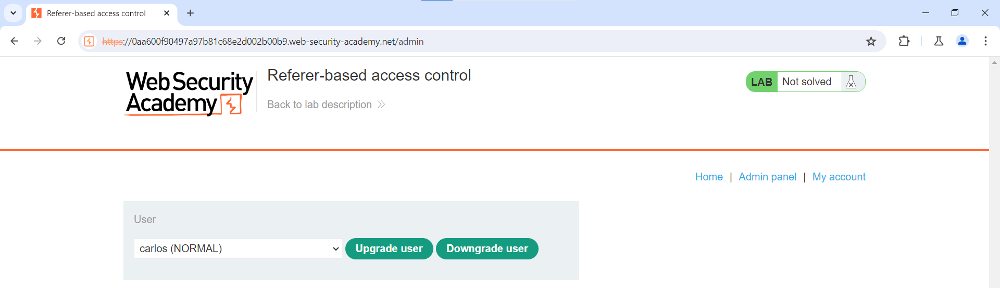 Referer-based access control
https://0aa600f90497a97b81c68e2d002b00b9.web-security-academy.net/admin
Web Security
Academy
Referer-based access control
Back to lab description
LAB Not solved
Home | Admin panel | My account
User
carlos (NORMAL) Upgrade user Downgrade user